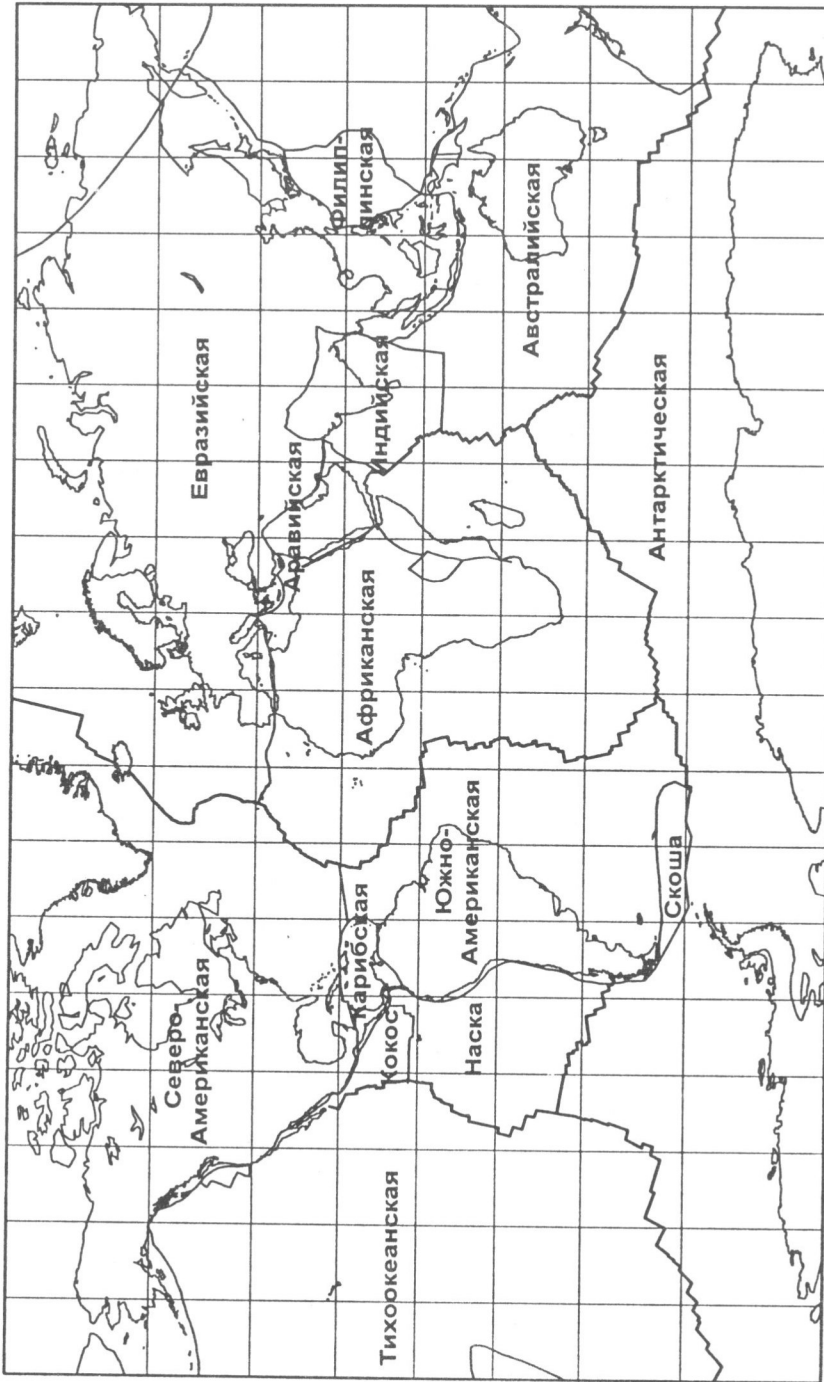 Евразийская
Северо-
Американская
Аравийская
Филип-
пинская
Индийская
Африканская
Карибская
Кокос
Тихоокеанская
Наска
Южно-
Американская
Австралийская
Скоша
Антарктическая